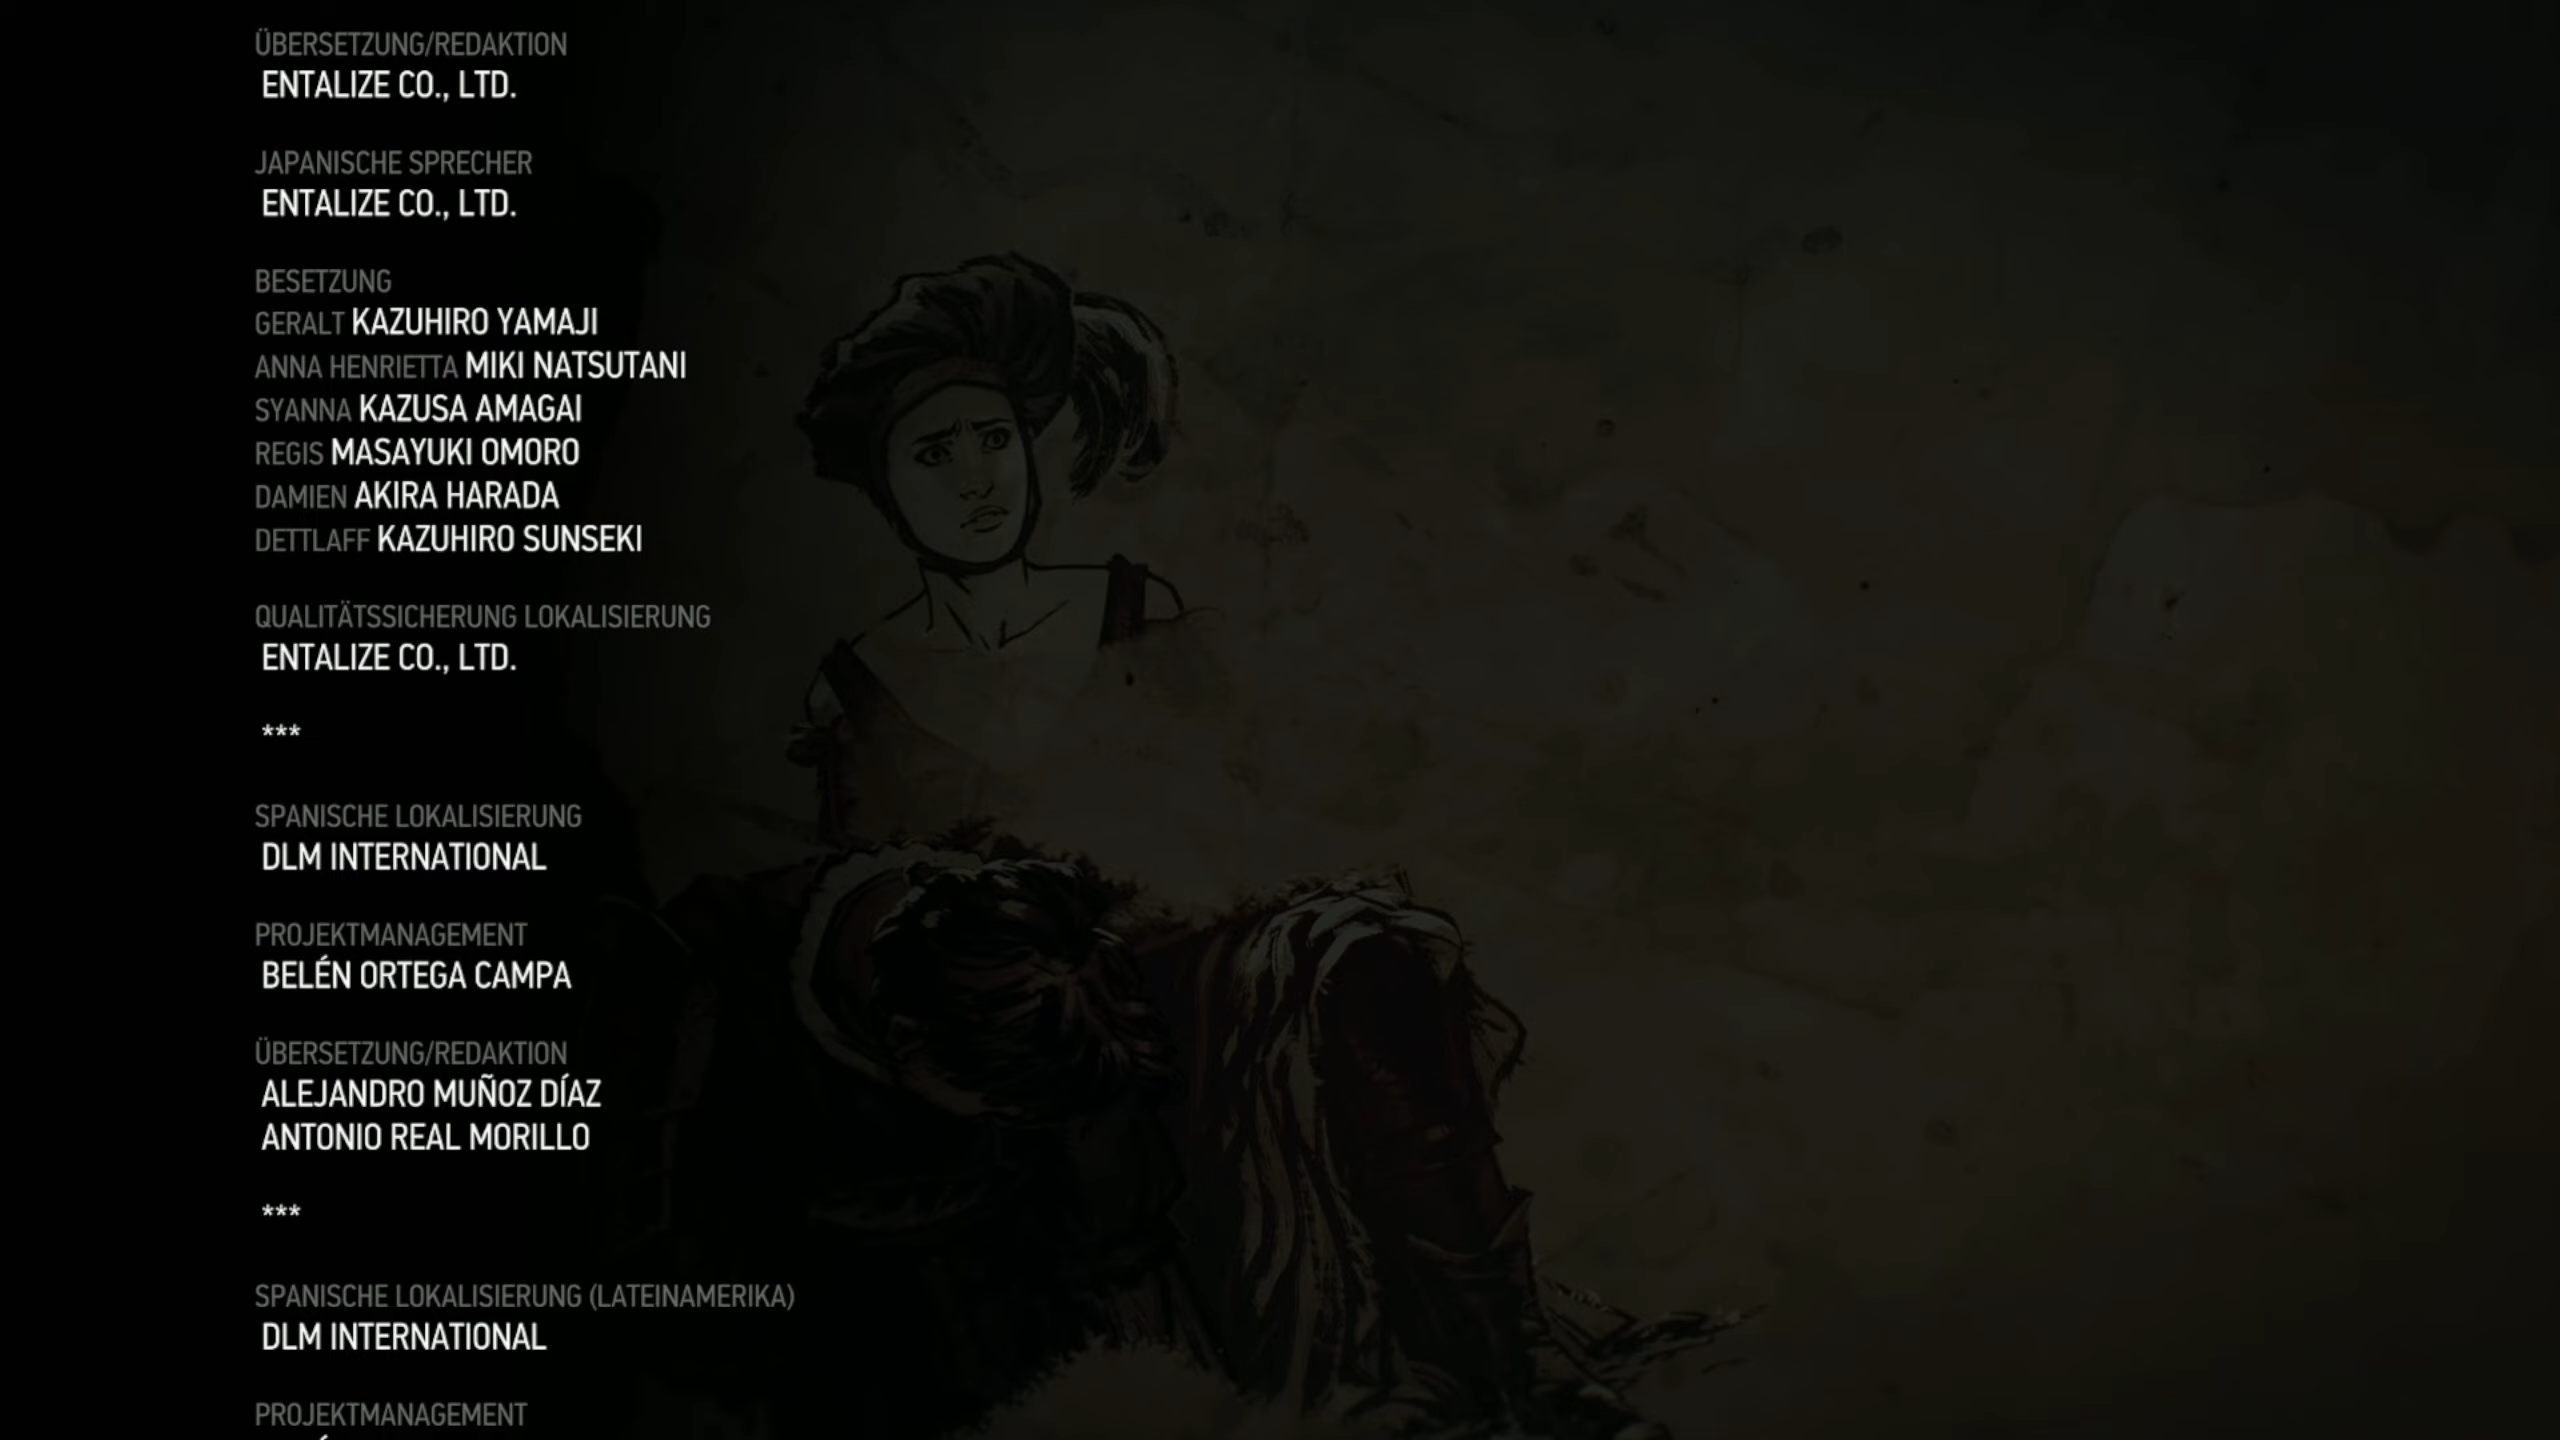 ÜBERSETZUNG/REDAKTION
ENTALIZE CO., LTD.
JAPANISCHE SPRECHER
ENTALIZE CO., LTD.
BESETZUNG
GERALT KAZUHIRO YAMAJI
ANNA HENRIETTA MIKI NATSUTANI
SYANNA KAZUSA AMAGAI
REGIS MASAYUKI OMORO
DAMIEN AKIRA HARADA
DETTLAFF KAZUHIRO SUNSEKI
QUALITÄTSSICHERUNG LOKALISIERUNG
ENTALIZE CO., LTD.
***
SPANISCHE LOKALISIERUNG
DLM INTERNATIONAL
PROJEKTMANAGEMENT
BELÉN ORTEGA CAMPA
ÜBERSETZUNG/REDAKTION
ALEJANDRO MUÑOZ DÍAZ
ANTONIO REAL MORILLO
***
SPANISCHE LOKALISIERUNG (LATEINAMERIKA)
DLM INTERNATIONAL
PROJEKTMANAGEMENT